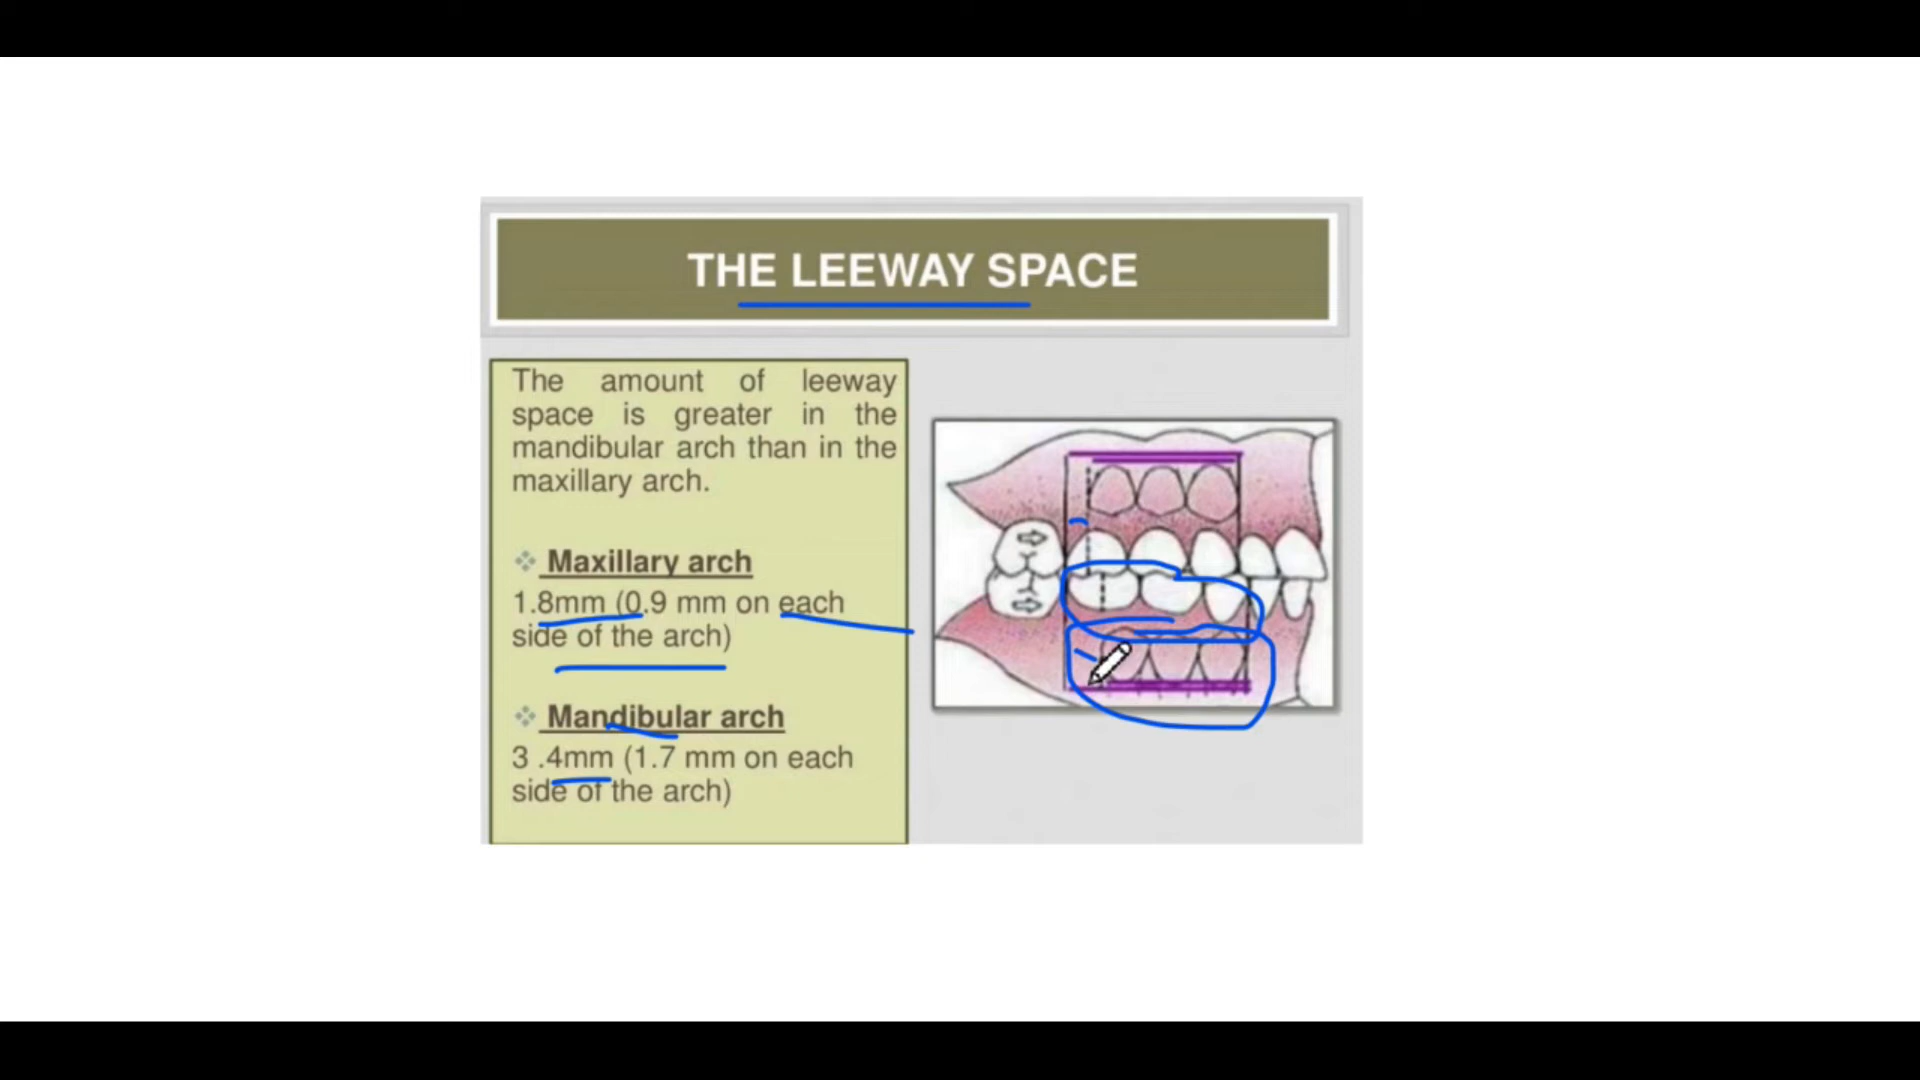 THE LEEWAY SPACE
The amount of leeway
space is greater in the
mandibular arch than in the
maxillary arch.
Maxillary arch
1.8mm (0.9 mm on each
side of the arch)
Mandibular arch
3 .4mm (1.7 mm on each
side of the arch)